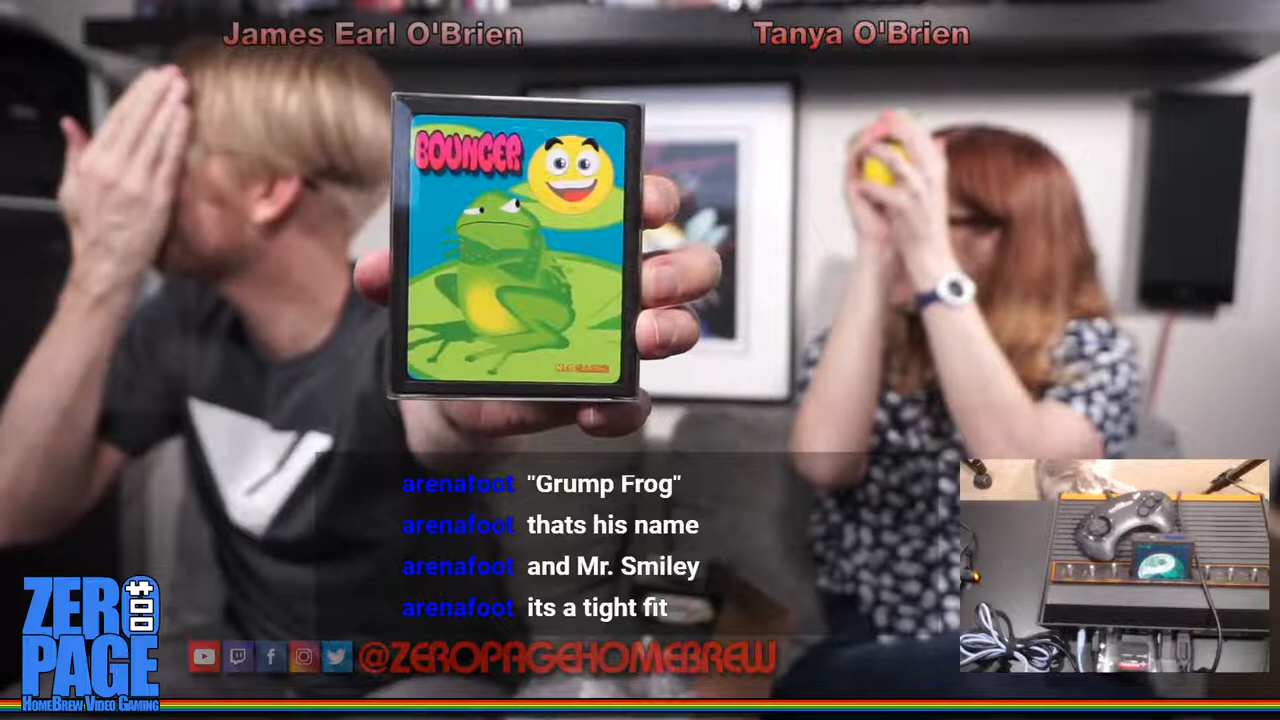 James Earl O'Brien
Tanya O'Brien
BOUNCER
arenafoot "Grump Frog"
arenafoot thats his name
arenafoot and Mr. Smiley
arenafoot its a tight fit
ZERO
PAGE
HOMEBREW VIDEO GAMING
@ZEROPAGEHOMEBREW